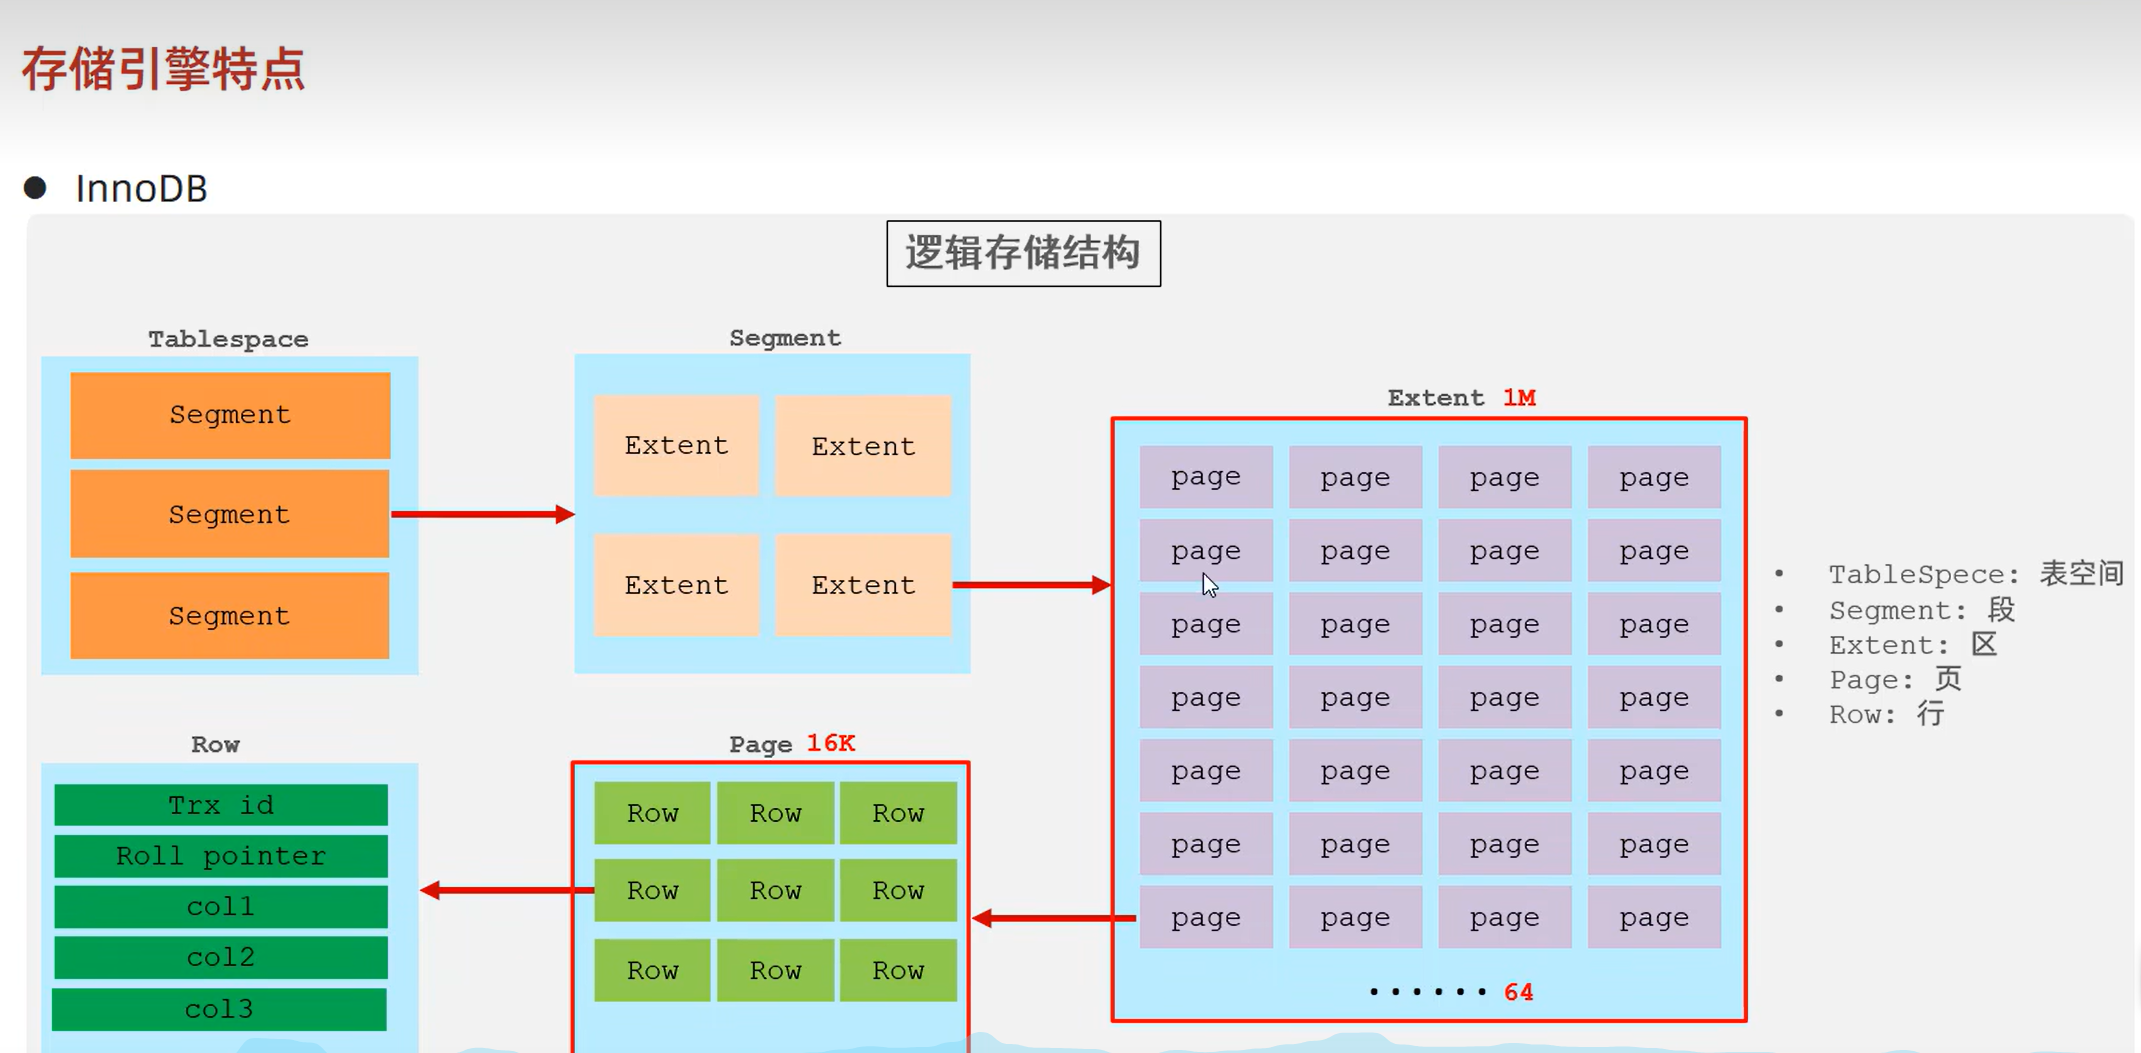 存储引擎特点
● InnoDB
逻辑存储结构
Tablespace
Segment
Segment
Segment
Segment
Extent Extent
Extent Extent
Extent 1M
page page page page
page page page page
page page page page
page page page page
page page page page
page page page page
page page page page
······ 64
• TableSpece: 表空间
• Segment: 段
• Extent: 区
• Page: 页
• Row: 行
Row
Trx id
Roll pointer
col1
col2
col3
Page 16K
Row Row Row
Row Row Row
Row Row Row